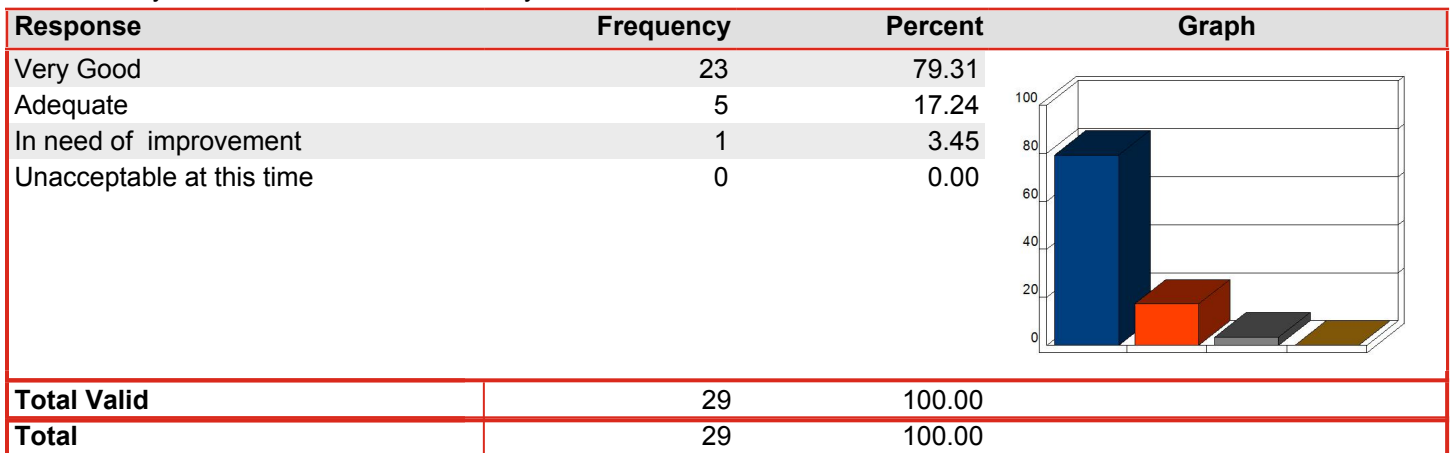 Response Frequency Percent Graph
Very Good 23 79.31
Adequate 5 17.24
In need of improvement 1 3.45
Unacceptable at this time 0 0.00
100
80
60
40
20
0
Total Valid 29 100.00
Total 29 100.00